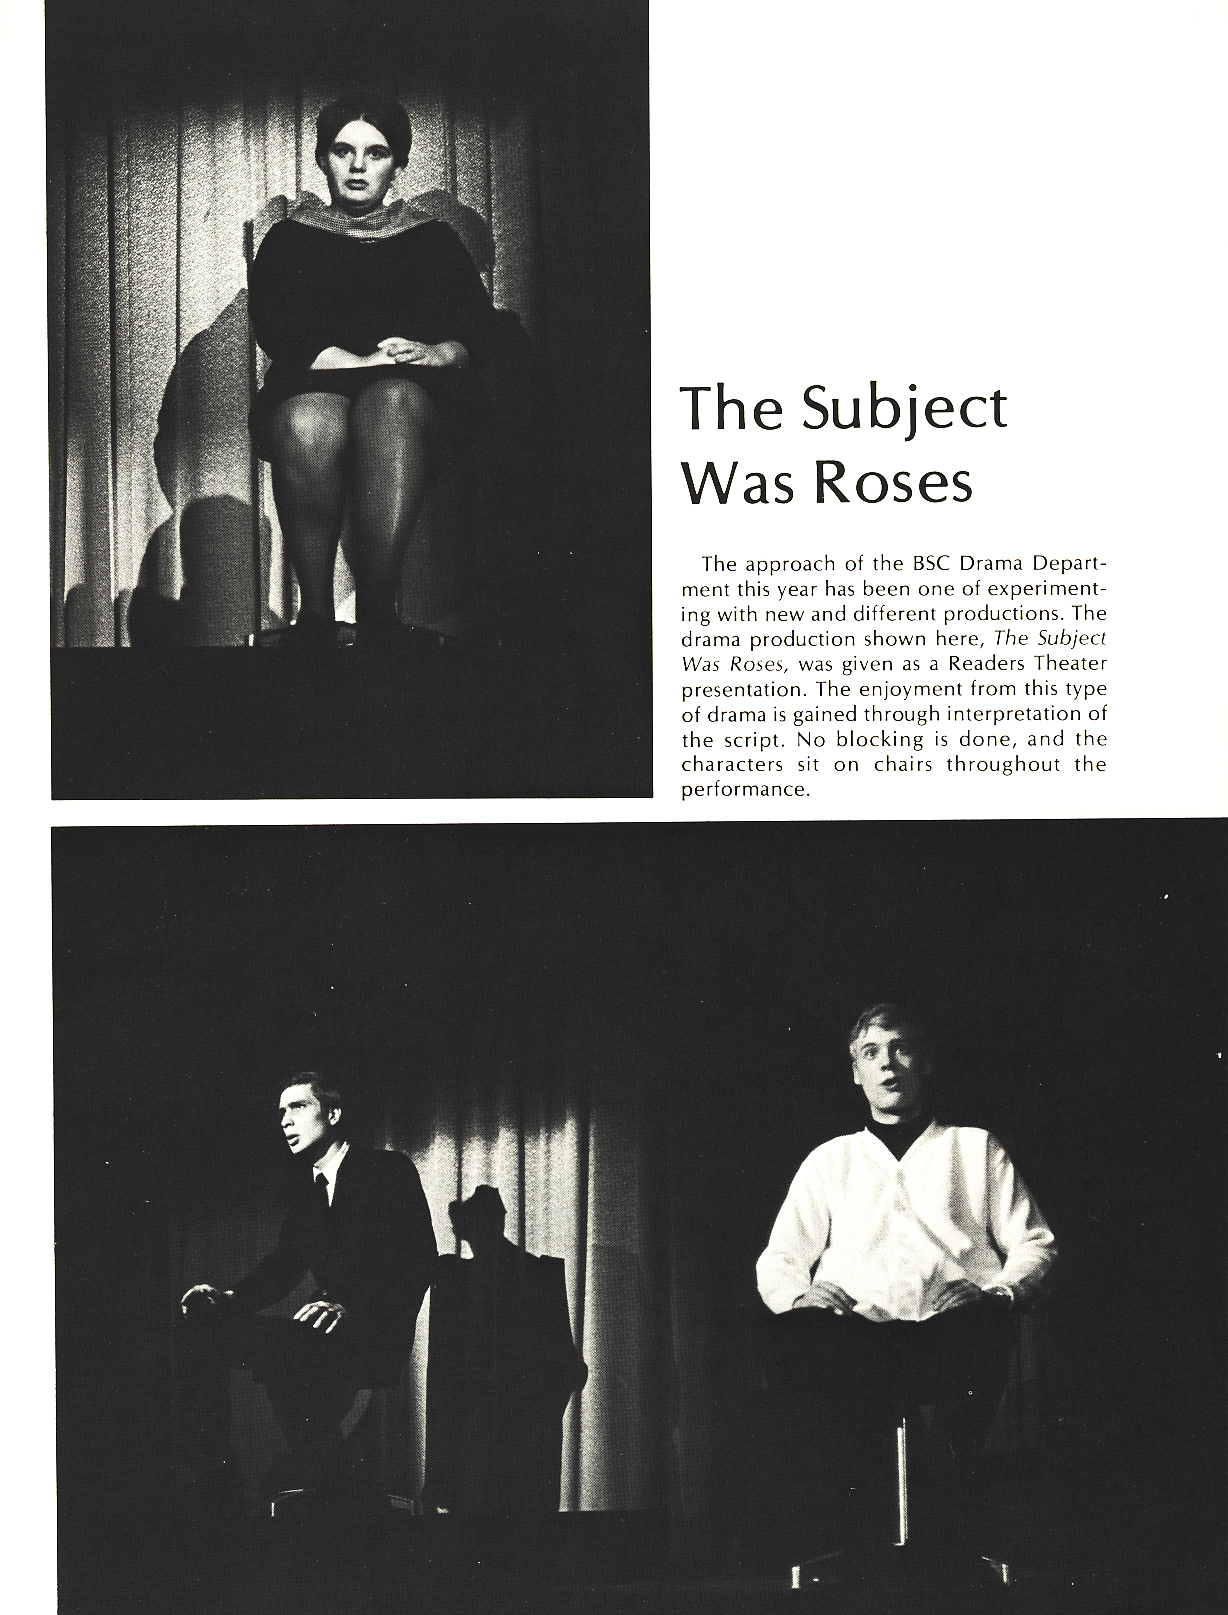 The Subject
Was Roses
The approach of the BSC Drama Depart-
ment this year has been one of experiment-
ing with new and different productions. The
drama production shown here, The Subject
Was Roses, was given as a Readers Theater
presentation. The enjoyment from this type
of drama is gained through interpretation of
the script. No blocking is done, and the
characters sit on chairs throughout the
performance.